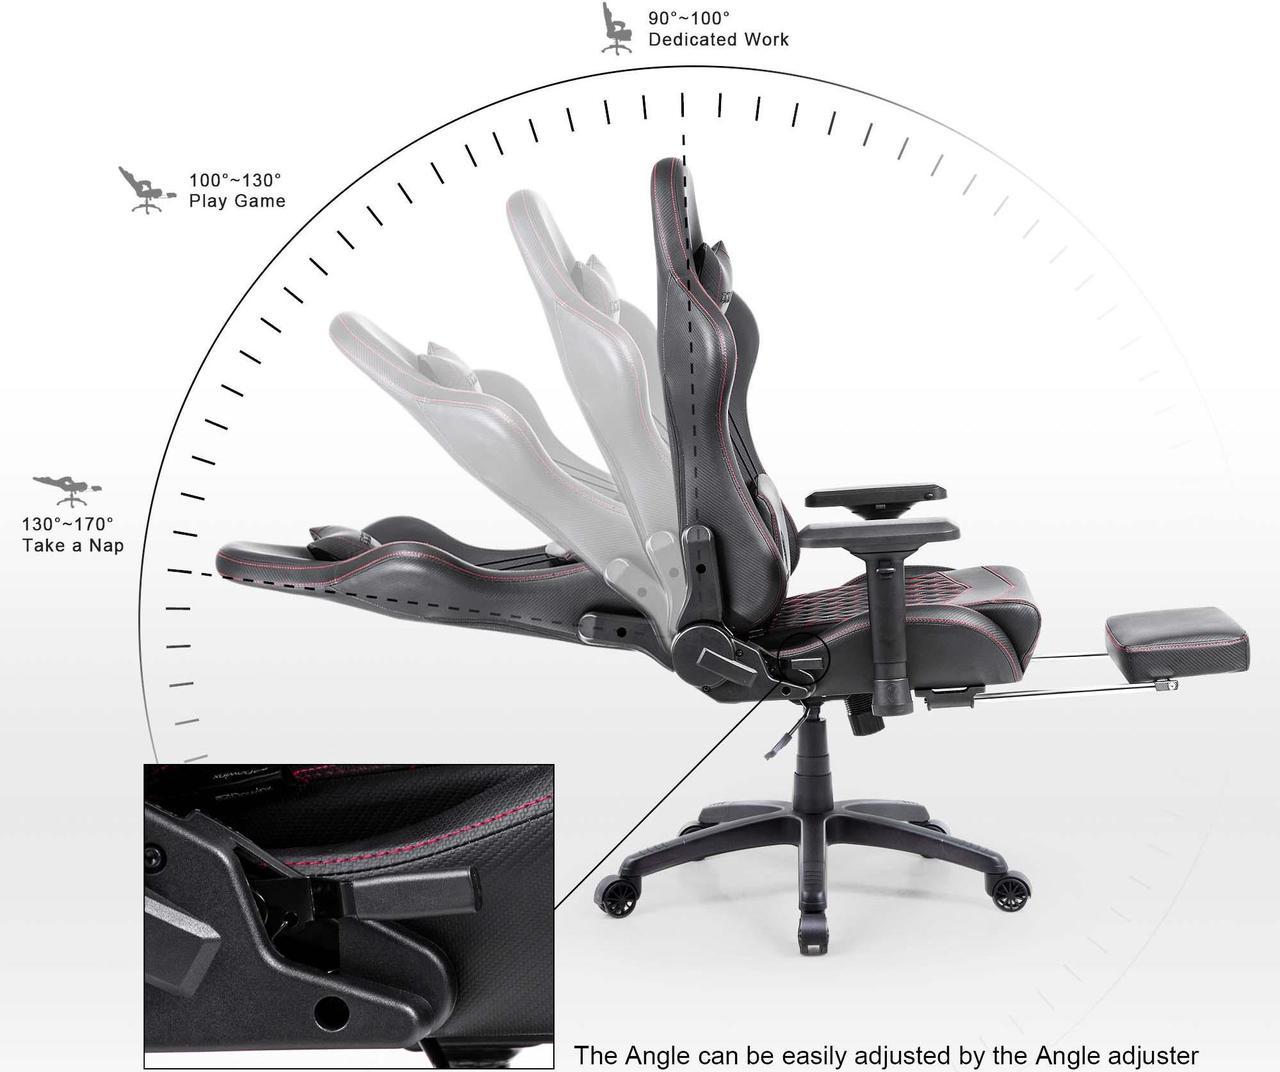 90°~100°
Dedicated Work
100°~130°
Play Game
130°~170°
Take a Nap
The Angle can be easily adjusted by the Angle adjuster